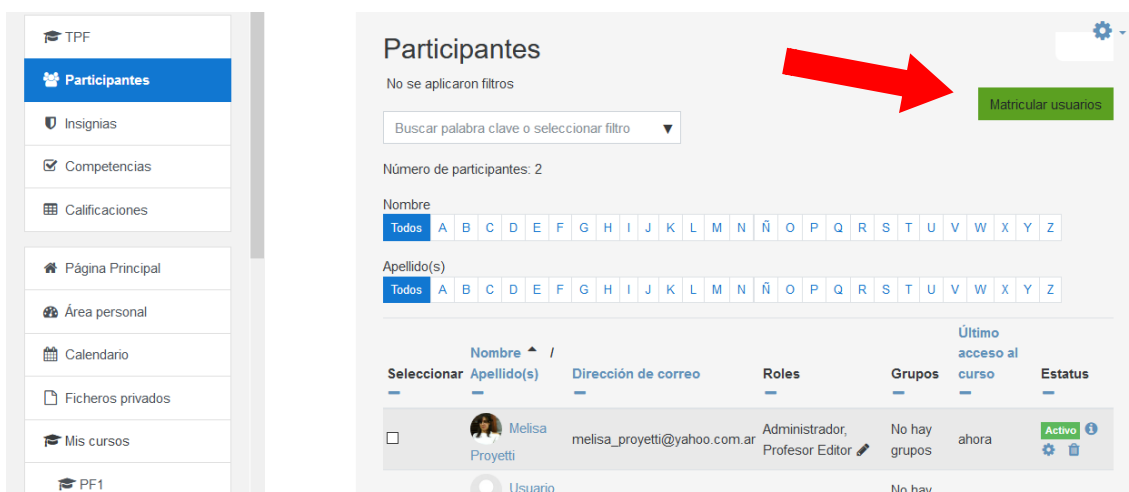 TPF
Participantes
Insignias
Competencias
Calificaciones
Página Principal
Área personal
Calendario
Ficheros privados
Mis cursos
PF1
Participantes
No se aplicaron filtros
Matricular usuarios
Buscar palabra clave o seleccionar filtro ▼
Número de participantes: 2
Nombre
Todos A B C D E F G H I J K L M N Ñ O P Q R S T U V W X Y Z
Apellido(s)
Todos A B C D E F G H I J K L M N Ñ O P Q R S T U V W X Y Z
Seleccionar
Nombre /
Apellido(s)
Dirección de correo
Roles
Grupos
Último
acceso al
curso
Estatus
Melisa
Proyetti
melisa_proyetti@yahoo.com.ar
Administrador,
Profesor Editor
No hay
grupos
ahora
Activo
Usuario
No hay